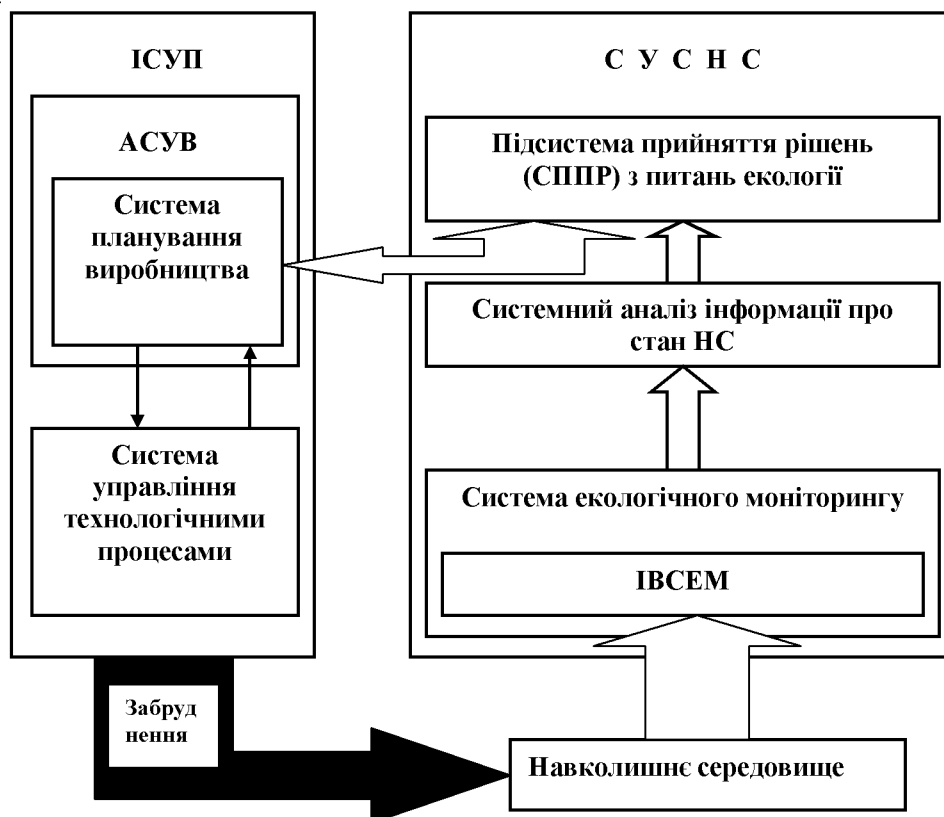 ІСУП
АСУВ
Система
планування
виробництва
Система
управління
технологічними
процесами
Забруд
нення
С У С Н С
Підсистема прийняття рішень
(СППР) з питань екології
Системний аналіз інформації про
стан НС
Система екологічного моніторингу
ІВСЕМ
Навколишнє середовище